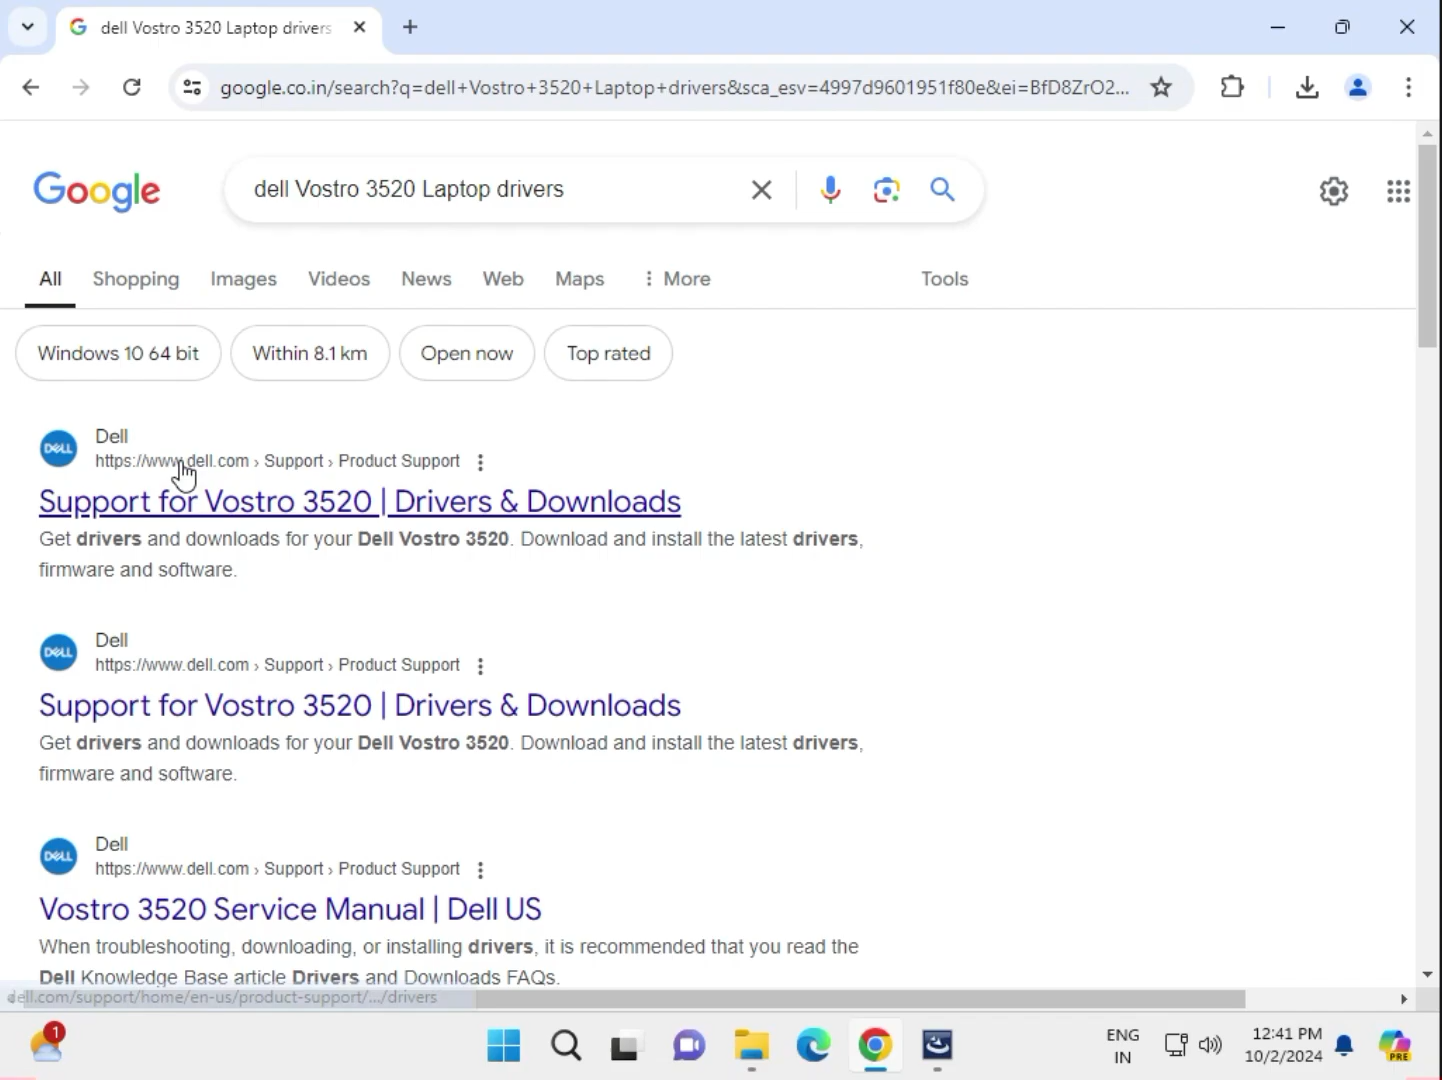 dell Vostro 3520 Laptop drivers
google.co.in/search?q=dell+Vostro+3520+Laptop+drivers&sca_esv=4997d9601951f80e&ei=BfD8ZrO2...
Google
dell Vostro 3520 Laptop drivers
All Shopping Images Videos News Web Maps More Tools
Windows 10 64 bit Within 8.1 km Open now Top rated
Dell
DELL
https://www.dell.com › Support › Product Support
Support for Vostro 3520 | Drivers & Downloads
Get drivers and downloads for your Dell Vostro 3520. Download and install the latest drivers,
firmware and software.
Dell
DELL
https://www.dell.com › Support › Product Support
Support for Vostro 3520 | Drivers & Downloads
Get drivers and downloads for your Dell Vostro 3520. Download and install the latest drivers,
firmware and software.
Dell
DELL
https://www.dell.com › Support › Product Support
Vostro 3520 Service Manual | Dell US
When troubleshooting, downloading, or installing drivers, it is recommended that you read the
Dell Knowledge Base article Drivers and Downloads FAQs.
dell.com/support/home/en-us/product-support/.../drivers
1
ENG
IN
12:41 PM
10/2/2024
PRE